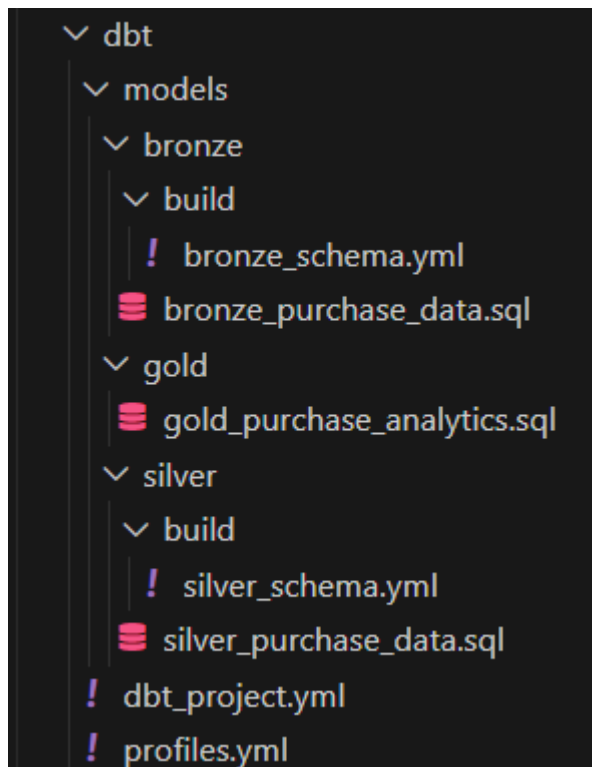 dbt
models
bronze
build
! bronze_schema.yml
bronze_purchase_data.sql
gold
gold_purchase_analytics.sql
silver
build
! silver_schema.yml
silver_purchase_data.sql
! dbt_project.yml
! profiles.yml